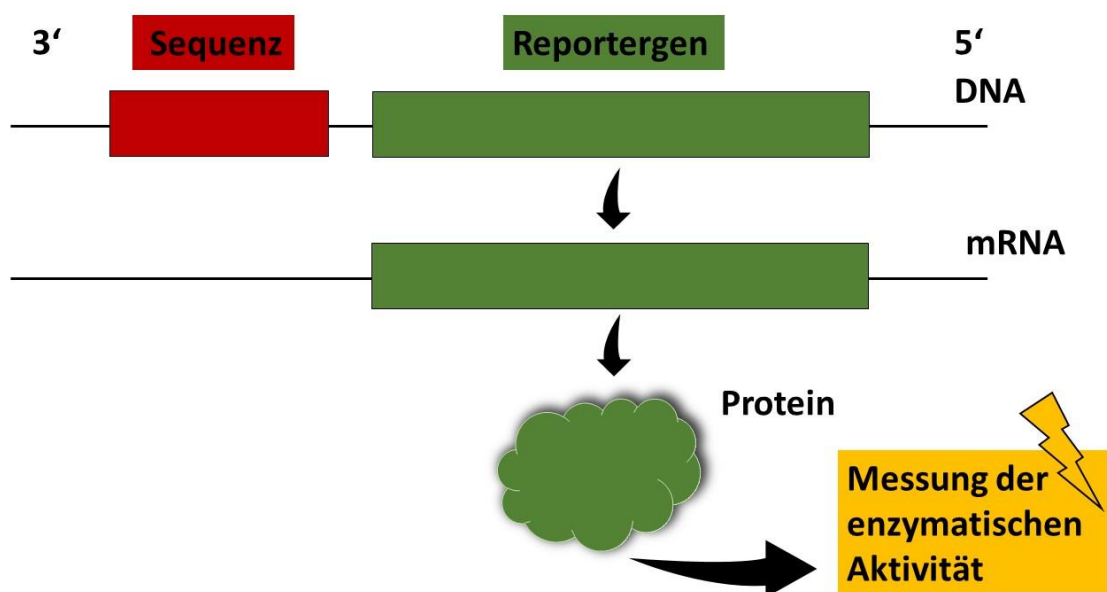 3‘
Sequenz
Reportergen
5‘
DNA
mRNA
Protein
Messung der
enzymatischen
Aktivität